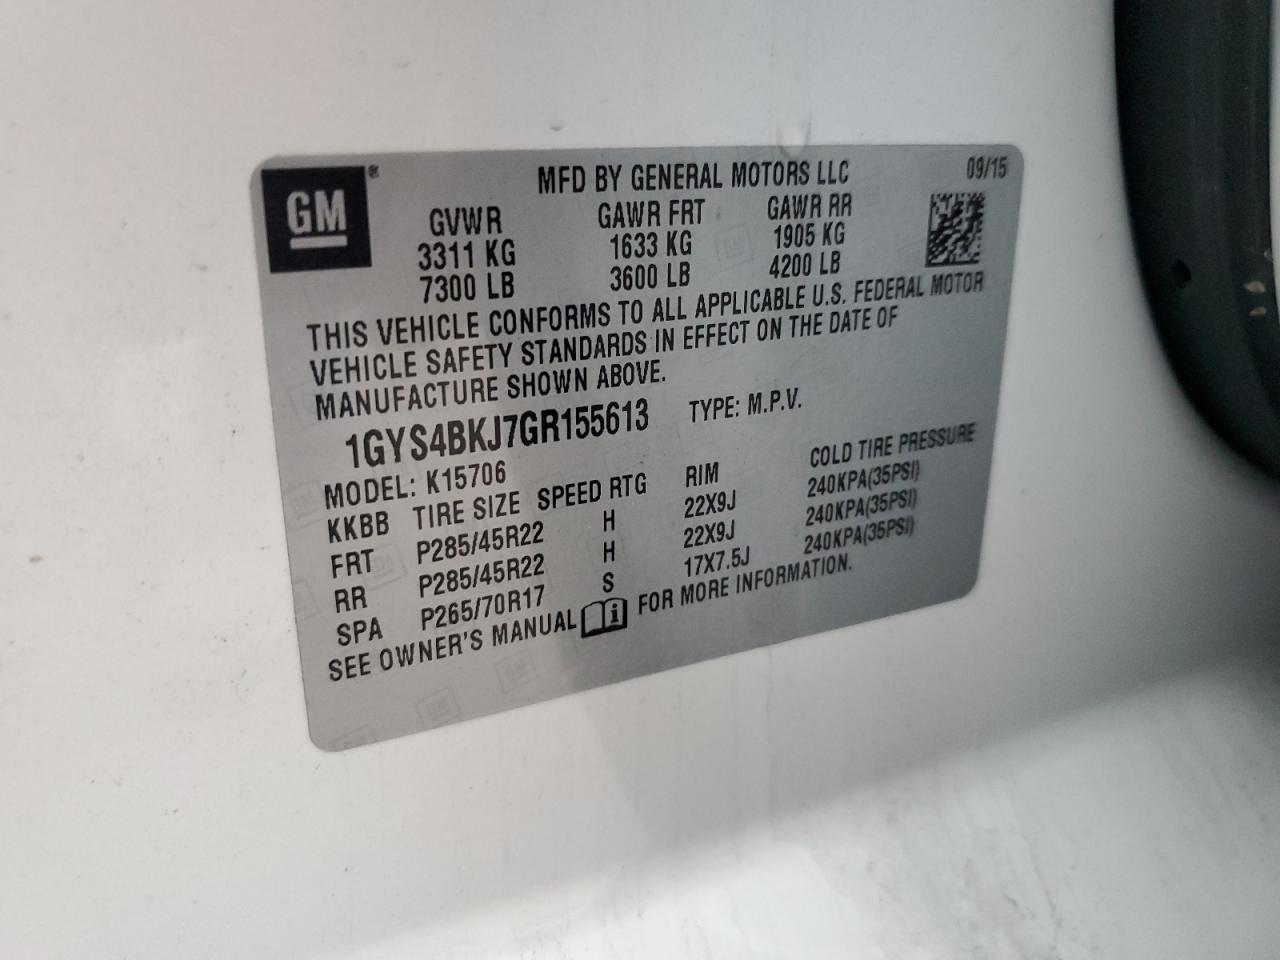 GM ®
MFD BY GENERAL MOTORS LLC 09/15
GVWR GAWR FRT GAWR RR
3311 KG 1633 KG 1905 KG
7300 LB 3600 LB 4200 LB
THIS VEHICLE CONFORMS TO ALL APPLICABLE U.S. FEDERAL MOTOR
VEHICLE SAFETY STANDARDS IN EFFECT ON THE DATE OF
MANUFACTURE SHOWN ABOVE.
1GYS4BKJ7GR155613 TYPE: M.P.V.
MODEL: K15706
KKBB TIRE SIZE SPEED RTG RIM COLD TIRE PRESSURE
FRT P285/45R22 H 22X9J 240KPA(35PSI)
RR P285/45R22 H 22X9J 240KPA(35PSI)
SPA P265/70R17 S 17X7.5J 240KPA(35PSI)
SEE OWNER'S MANUAL i FOR MORE INFORMATION.